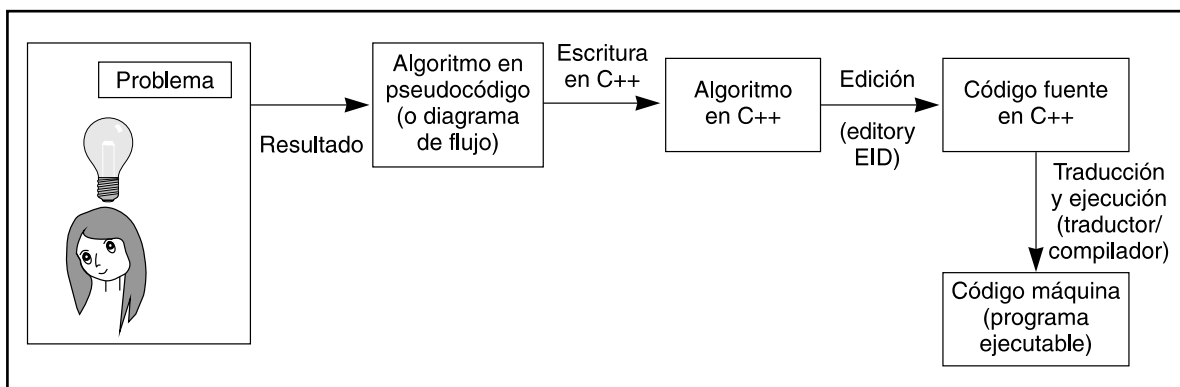 Problema
Resultado
Algoritmo en
pseudocódigo
(o diagrama
de flujo)
Escritura
en C++
Algoritmo
en C++
Edición
(editory
EID)
Código fuente
en C++
Traducción
y ejecución
(traductor/
compilador)
Código máquina
(programa
ejecutable)